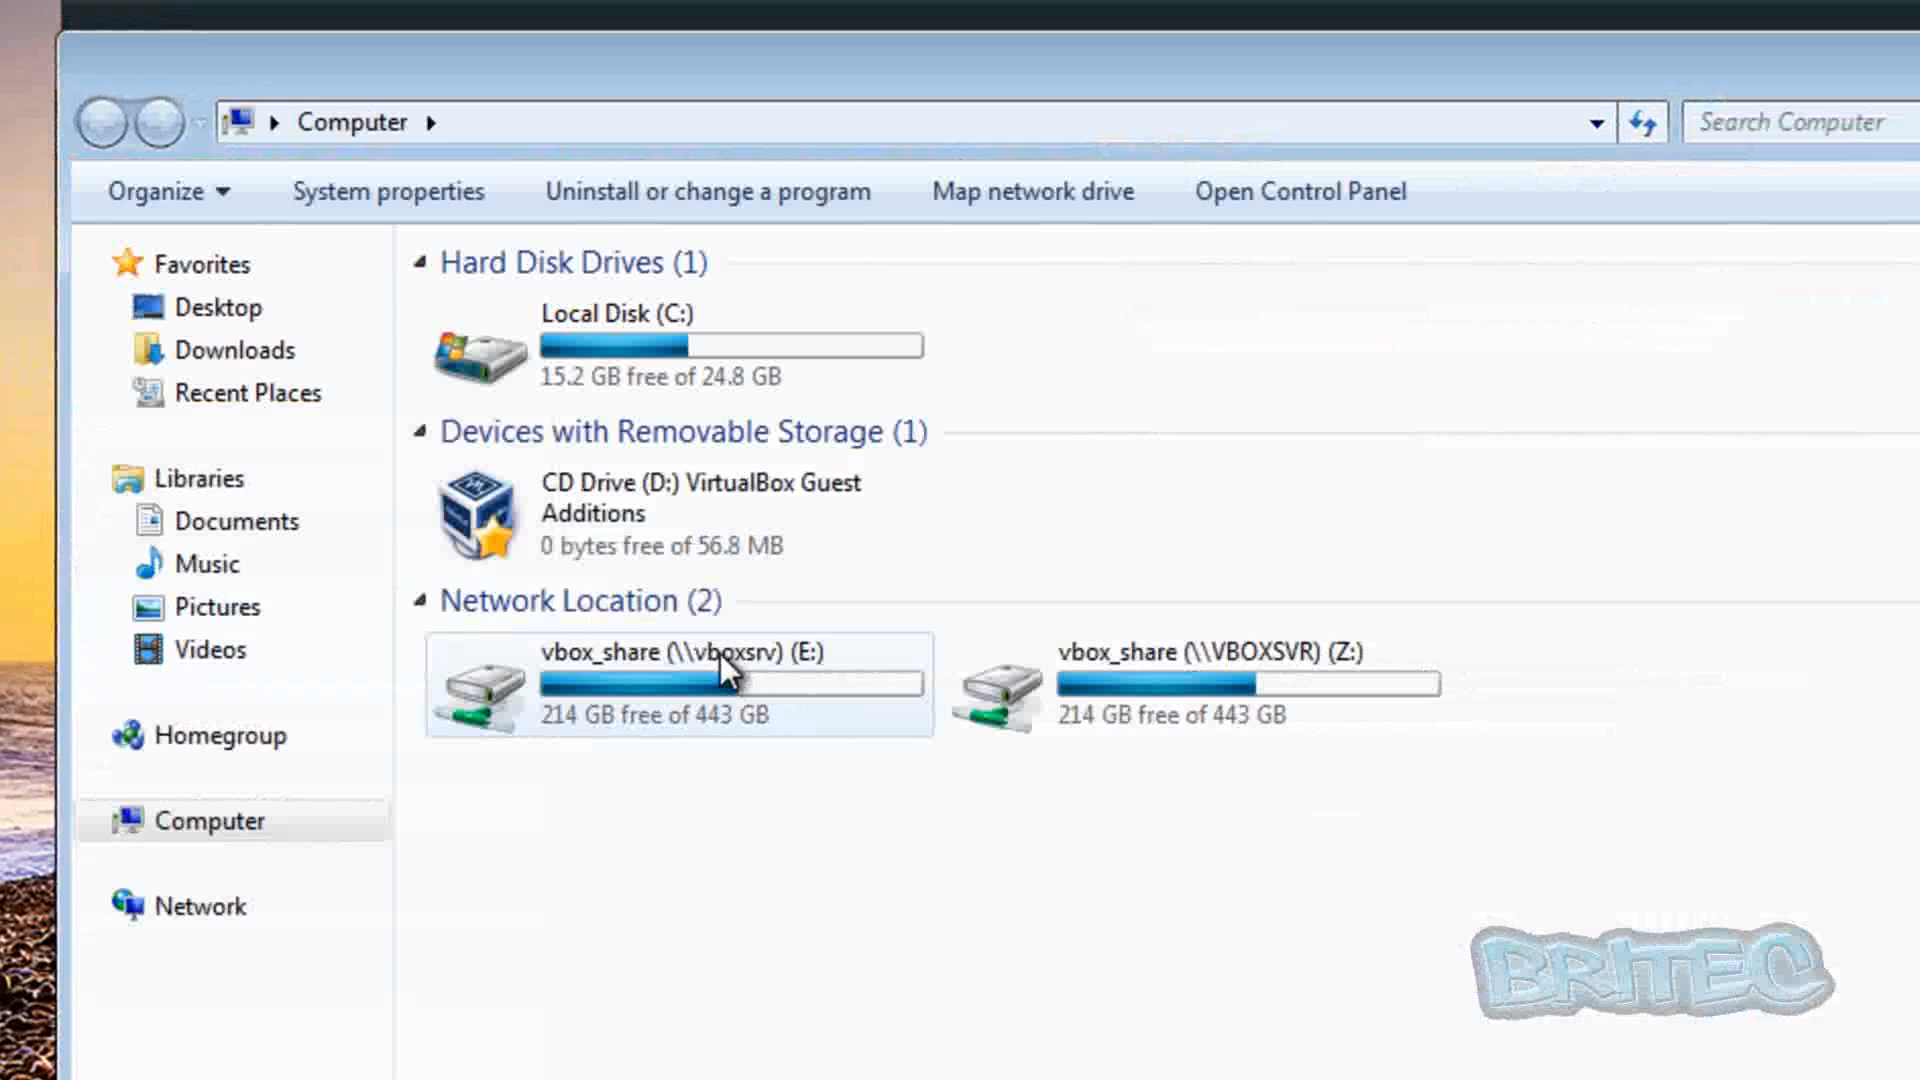 Computer
Search Computer
Organize
System properties
Uninstall or change a program
Map network drive
Open Control Panel
Favorites
Desktop
Downloads
Recent Places
Libraries
Documents
Music
Pictures
Videos
Homegroup
Computer
Network
Hard Disk Drives (1)
Local Disk (C:)
15.2 GB free of 24.8 GB
Devices with Removable Storage (1)
CD Drive (D:) VirtualBox Guest
Additions
0 bytes free of 56.8 MB
Network Location (2)
vbox_share (\\vboxsrv) (E:)
214 GB free of 443 GB
vbox_share (\\VBOXSVR) (Z:)
214 GB free of 443 GB
BRITEC